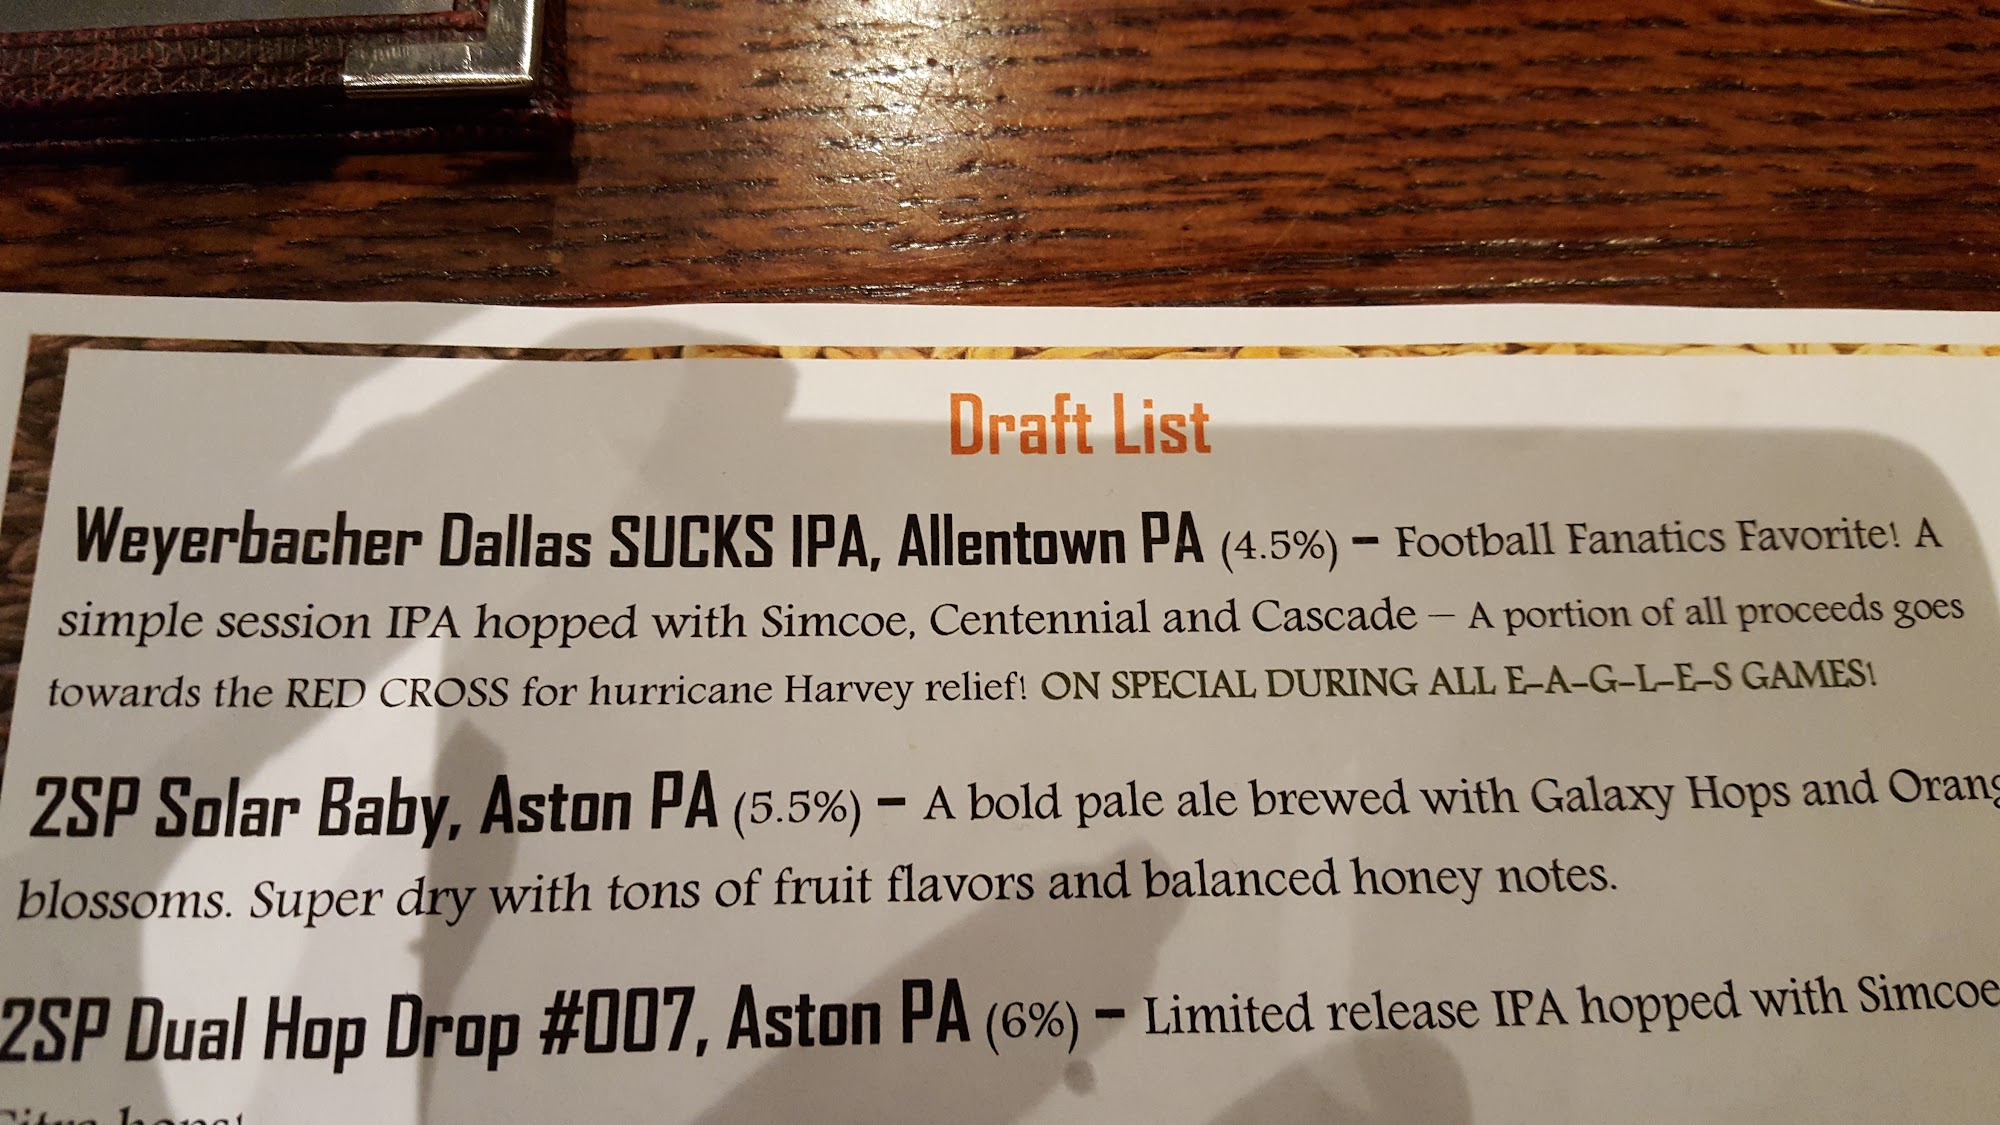 Draft List
Weyerbacher Dallas SUCKS IPA, Allentown PA (4.5%) – Football Fanatics Favorite! A
simple session IPA hopped with Simcoe, Centennial and Cascade – A portion of all proceeds goes
towards the RED CROSS for hurricane Harvey relief! ON SPECIAL DURING ALL E-A-G-L-E-S GAMES!
2SP Solar Baby, Aston PA (5.5%) – A bold pale ale brewed with Galaxy Hops and Orang
blossoms. Super dry with tons of fruit flavors and balanced honey notes.
2SP Dual Hop Drop #007, Aston PA (6%) – Limited release IPA hopped with Simcoe
Citra hops!